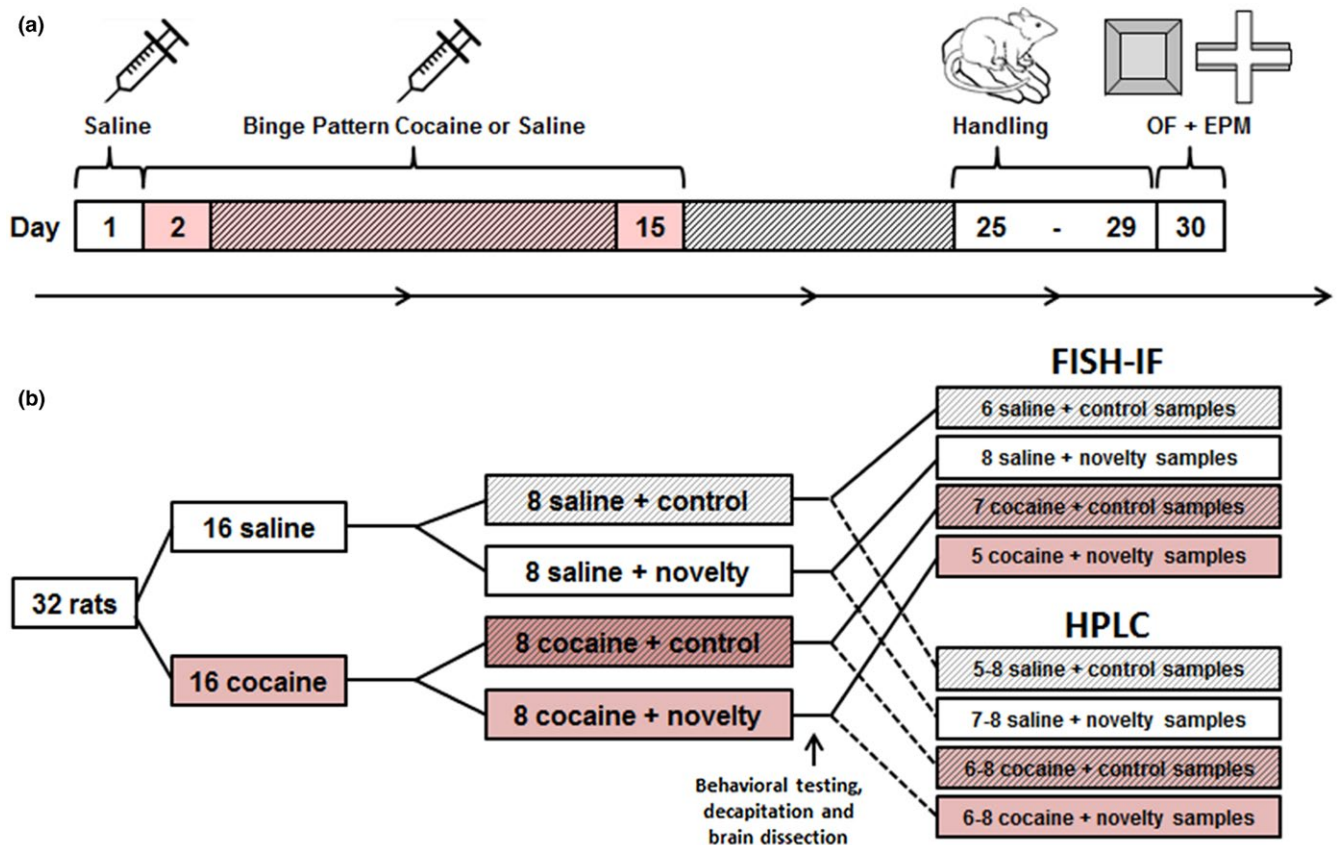 (a)
Saline
Binge Pattern Cocaine or Saline
Handling
OF + EPM
Day 1 2 15 25 - 29 30
(b)
32 rats
16 saline
16 cocaine
8 saline + control
8 saline + novelty
8 cocaine + control
8 cocaine + novelty
Behavioral testing,
decapitation and
brain dissection
FISH-IF
6 saline + control samples
8 saline + novelty samples
7 cocaine + control samples
5 cocaine + novelty samples
HPLC
5-8 saline + control samples
7-8 saline + novelty samples
6-8 cocaine + control samples
6-8 cocaine + novelty samples